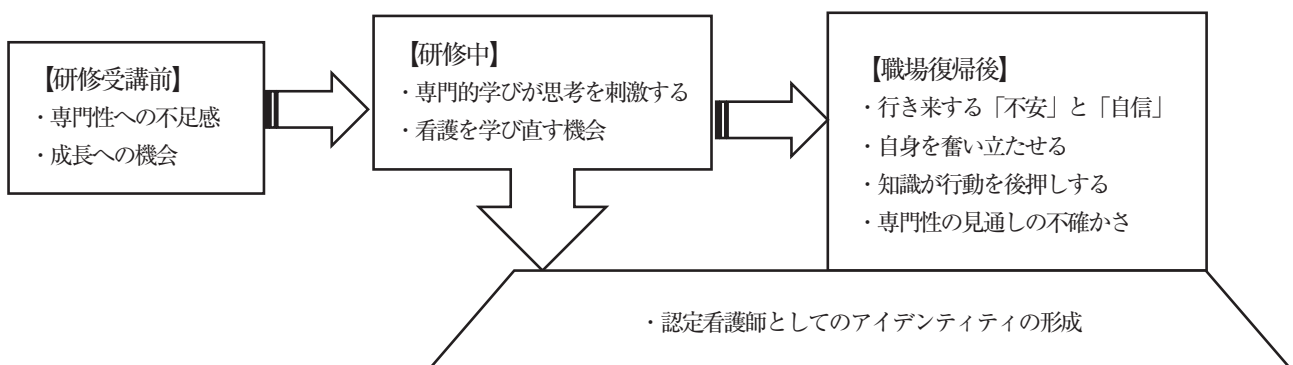 【研修受講前】
・専門性への不足感
・成長への機会
【研修中】
・専門的学びが思考を刺激する
・看護を学び直す機会
【職場復帰後】
・行き来する「不安」と「自信」
・自身を奮い立たせる
・知識が行動を後押しする
・専門性の見通しの不確かさ
・認定看護師としてのアイデンティティの形成